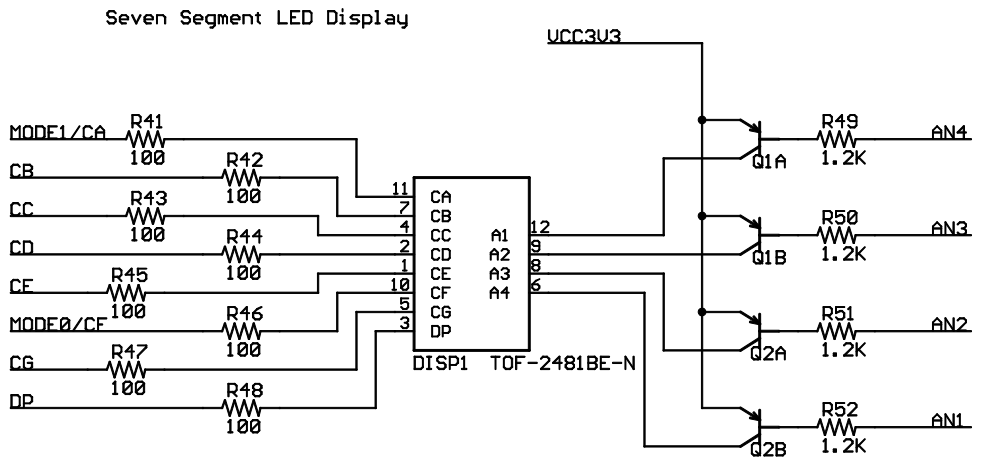 Seven Segment LED Display
VCC3V3
MODE1/CA
R41
100
CB
R42
100
CC
R43
100
CD
R44
100
CE
R45
100
MODE0/CF
R46
100
CG
R47
100
DP
R48
100
11 CA
7 CB
4 CC
2 CD
1 CE
10 CF
5 CG
3 DP
A1 12
A2 9
A3 8
A4 6
DISP1 TOF-2481BE-N
Q1A
R49
1.2K
AN4
Q1B
R50
1.2K
AN3
Q2A
R51
1.2K
AN2
Q2B
R52
1.2K
AN1